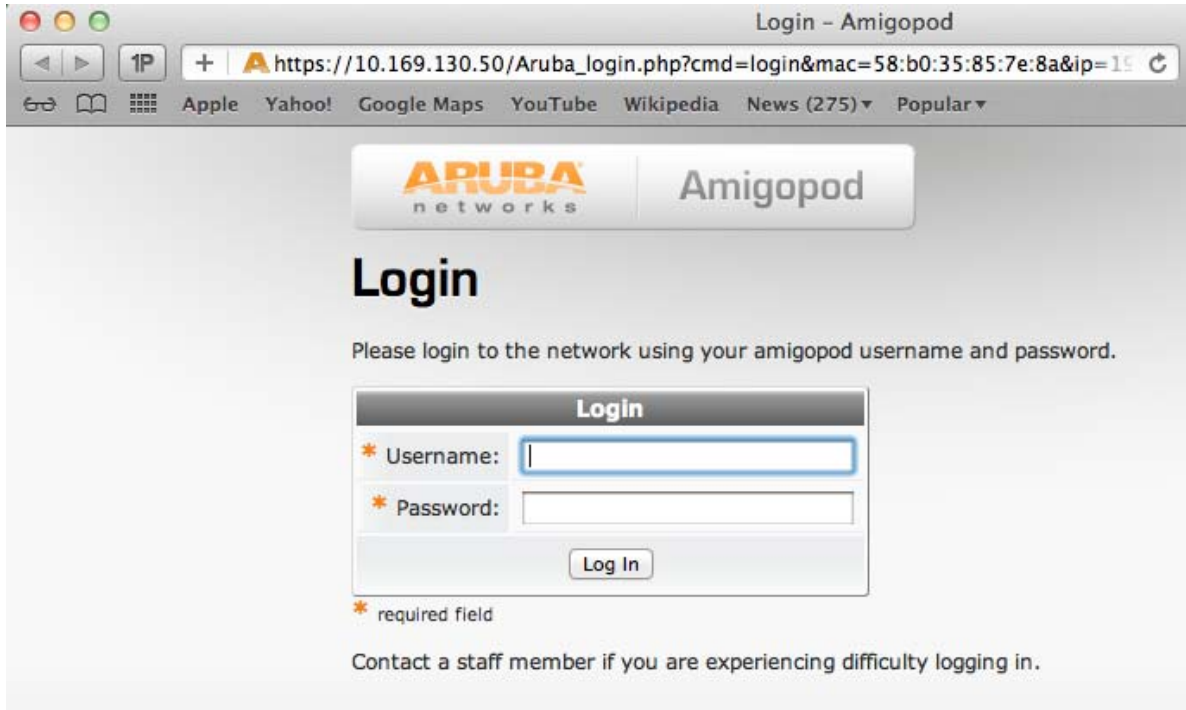 Login – Amigopod
1P + https://10.169.130.50/Aruba_login.php?cmd=login&mac=58:b0:35:85:7e:8a&ip=19
Apple Yahoo! Google Maps YouTube Wikipedia News (275) Popular
ARUBA networks Amigopod
Login
Please login to the network using your amigopod username and password.
Login
* Username:
* Password:
Log In
* required field
Contact a staff member if you are experiencing difficulty logging in.